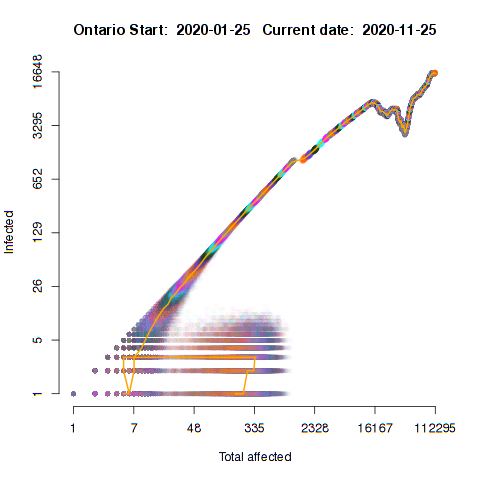 Ontario Start: 2020-01-25 Current date: 2020-11-25
16648
3295
652
129
26
5
1
Infected
1 7 48 335 2328 16167 112295
Total affected